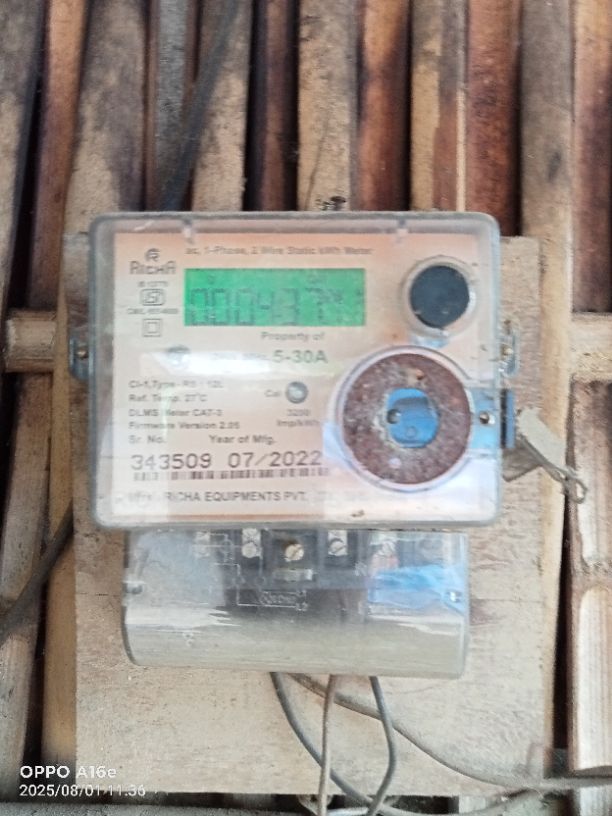 RICHA
ac, 1-Phase, 2 Wire Static kWh Meter
000437
Property of
5-30A
Cl-1, Type - RS - 12L
Ref. Temp. 27°C
Cal
DLMS Meter CAT-3
3200
Imp/kWh
Firmware Version 2.05
Sr. No. Year of Mfg.
343509 07/2022
RICHA EQUIPMENTS PVT.
OPPO A16e
2025/08/01 11:36